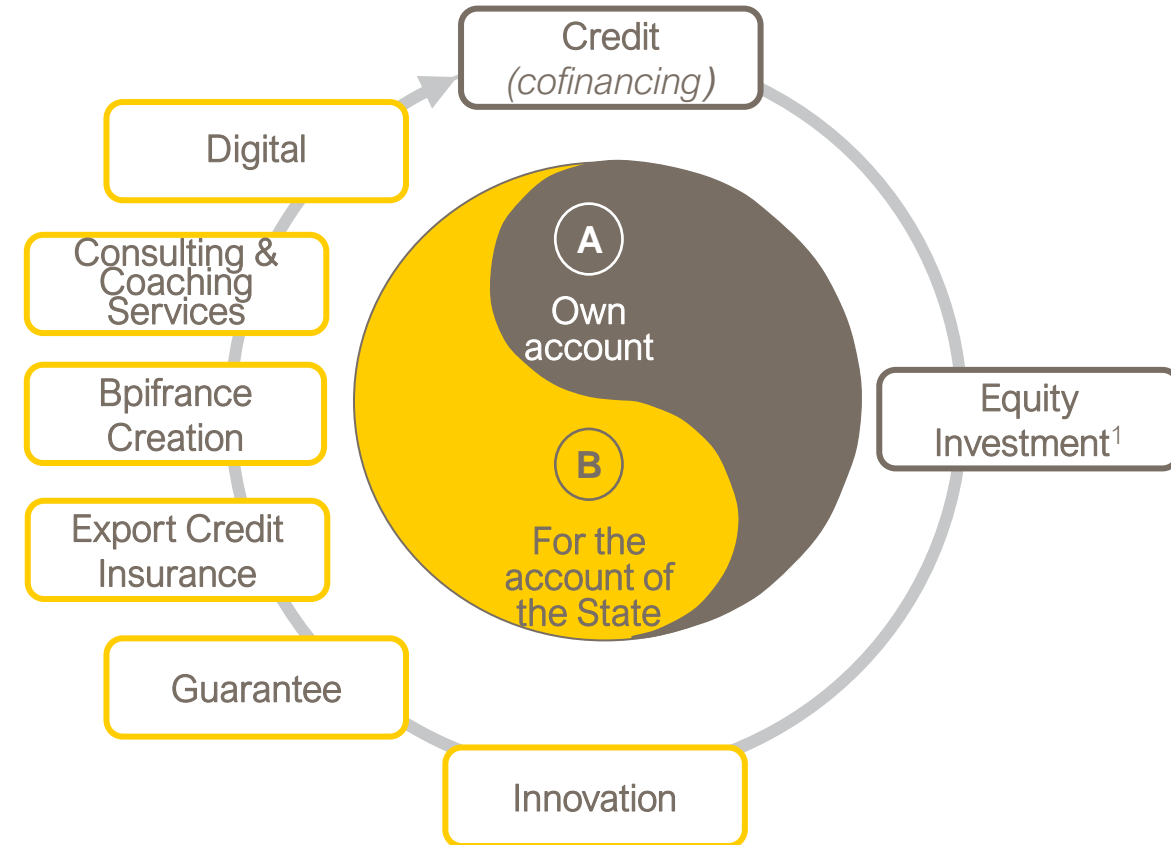 Credit
(cofinancing)
Digital
Consulting &
Coaching
Services
Bpifrance
Creation
Export Credit
Insurance
Guarantee
Innovation
Equity
Investment¹
A
Own
account
B
For the
account of
the State